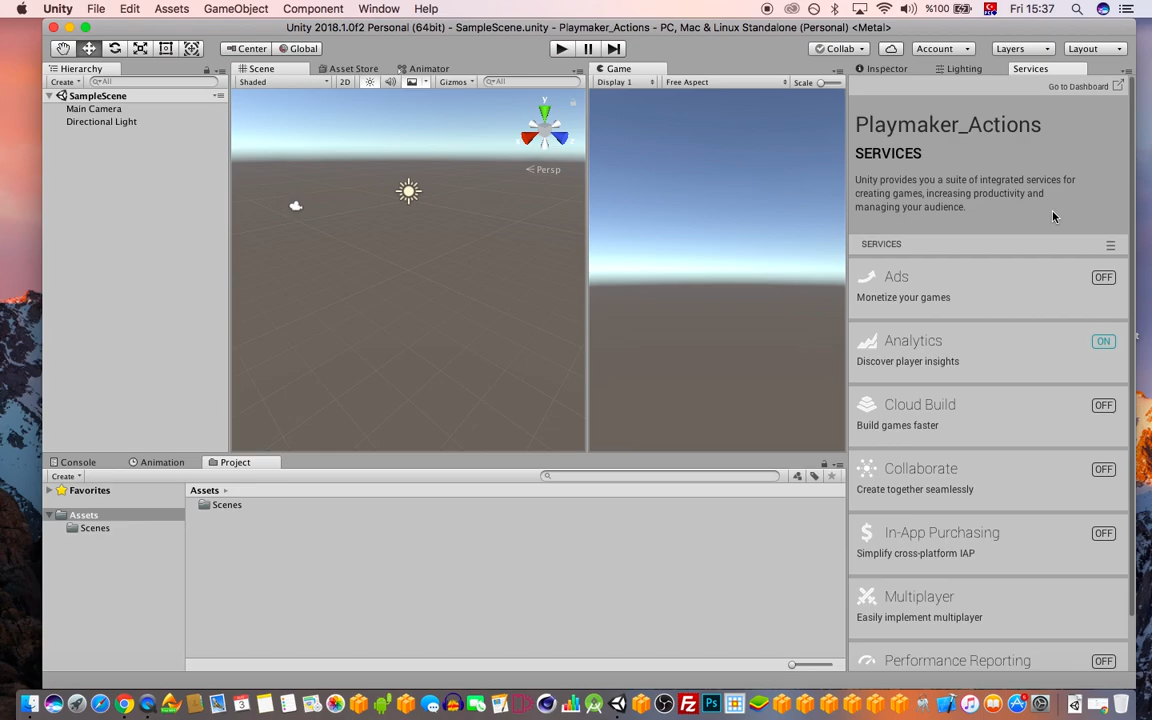 Unity File Edit Assets GameObject Component Window Help %100 Fri 15:37
Unity 2018.1.0f2 Personal (64bit) - SampleScene.unity - Playmaker_Actions - PC, Mac & Linux Standalone (Personal) <Metal>
Center Global Collab Account Layers Layout
Hierarchy Scene Asset Store Animator Game Inspector Lighting Services
Create All Shaded 2D Gizmos All Display 1 Free Aspect Scale
Go to Dashboard
SampleScene
Main Camera
Directional Light
y
Persp
Playmaker_Actions
SERVICES
Unity provides you a suite of integrated services for
creating games, increasing productivity and
managing your audience.
SERVICES
Ads OFF
Monetize your games
Analytics ON
Discover player insights
Cloud Build OFF
Build games faster
Collaborate OFF
Create together seamlessly
In-App Purchasing OFF
Simplify cross-platform IAP
Multiplayer
Easily implement multiplayer
Performance Reporting OFF
Console Animation Project
Create
Favorites
Assets
Scenes
Assets
Scenes